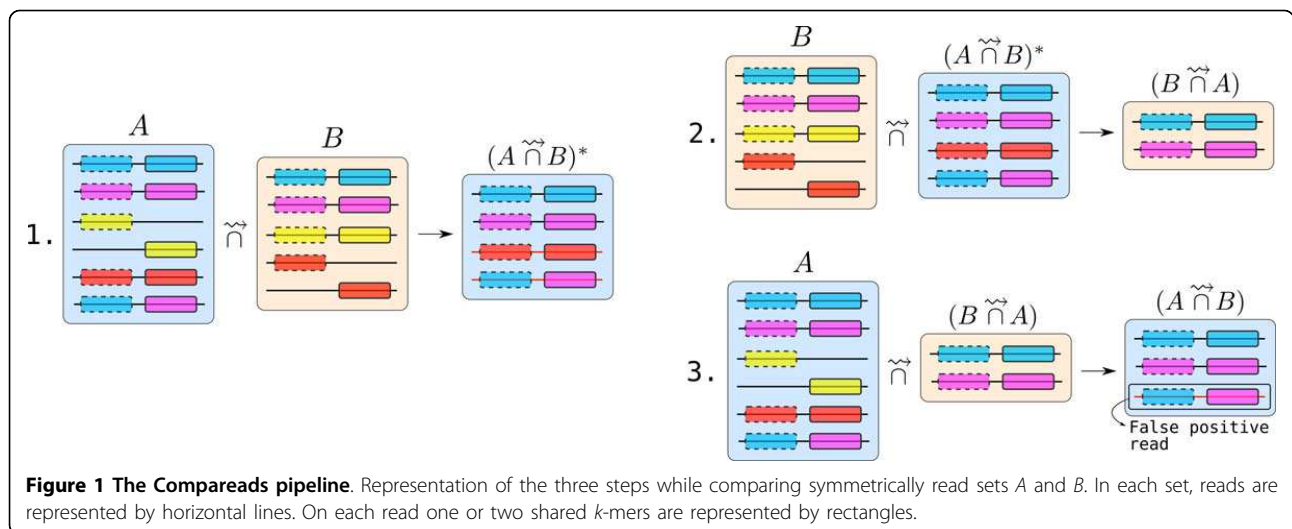 1.
A
∩⃗
B
(A ∩⃗ B)*
2.
B
∩⃗
(A ∩⃗ B)*
(B ∩⃗ A)
3.
A
∩⃗
(B ∩⃗ A)
(A ∩⃗ B)
False positive
read
Figure 1 The Compareads pipeline. Representation of the three steps while comparing symmetrically read sets A and B. In each set, reads are
represented by horizontal lines. On each read one or two shared k-mers are represented by rectangles.